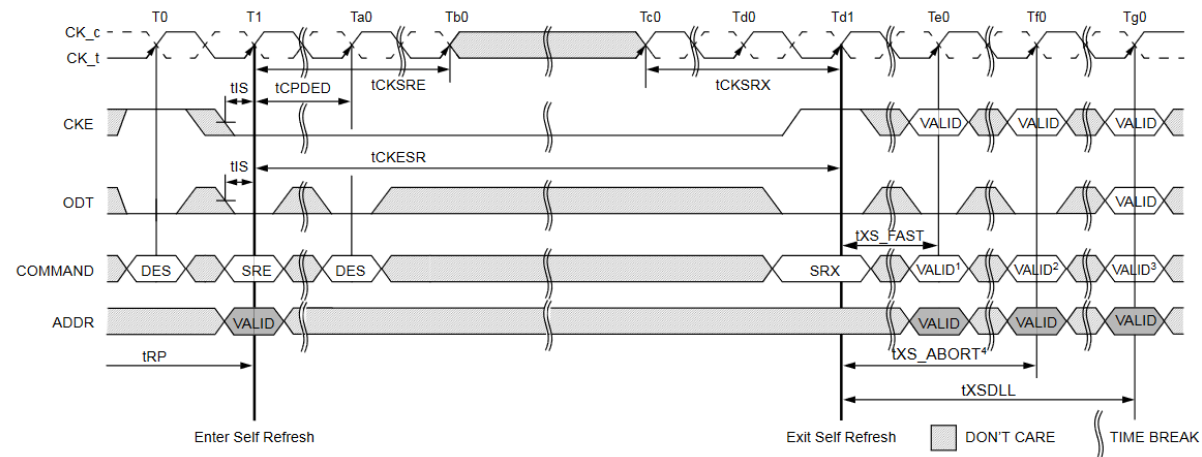 T0 T1 Ta0 Tb0 Tc0 Td0 Td1 Te0 Tf0 Tg0
CK_c
CK_t
tIS tCPDED tCKSRE tCKSRX
CKE VALID VALID VALID
tIS tCKESR
ODT VALID
tXS_FAST
COMMAND DES SRE DES SRX VALID¹ VALID² VALID³
ADDR VALID VALID VALID VALID
tRP tXS_ABORT⁴
tXSDLL
Enter Self Refresh Exit Self Refresh DON'T CARE TIME BREAK